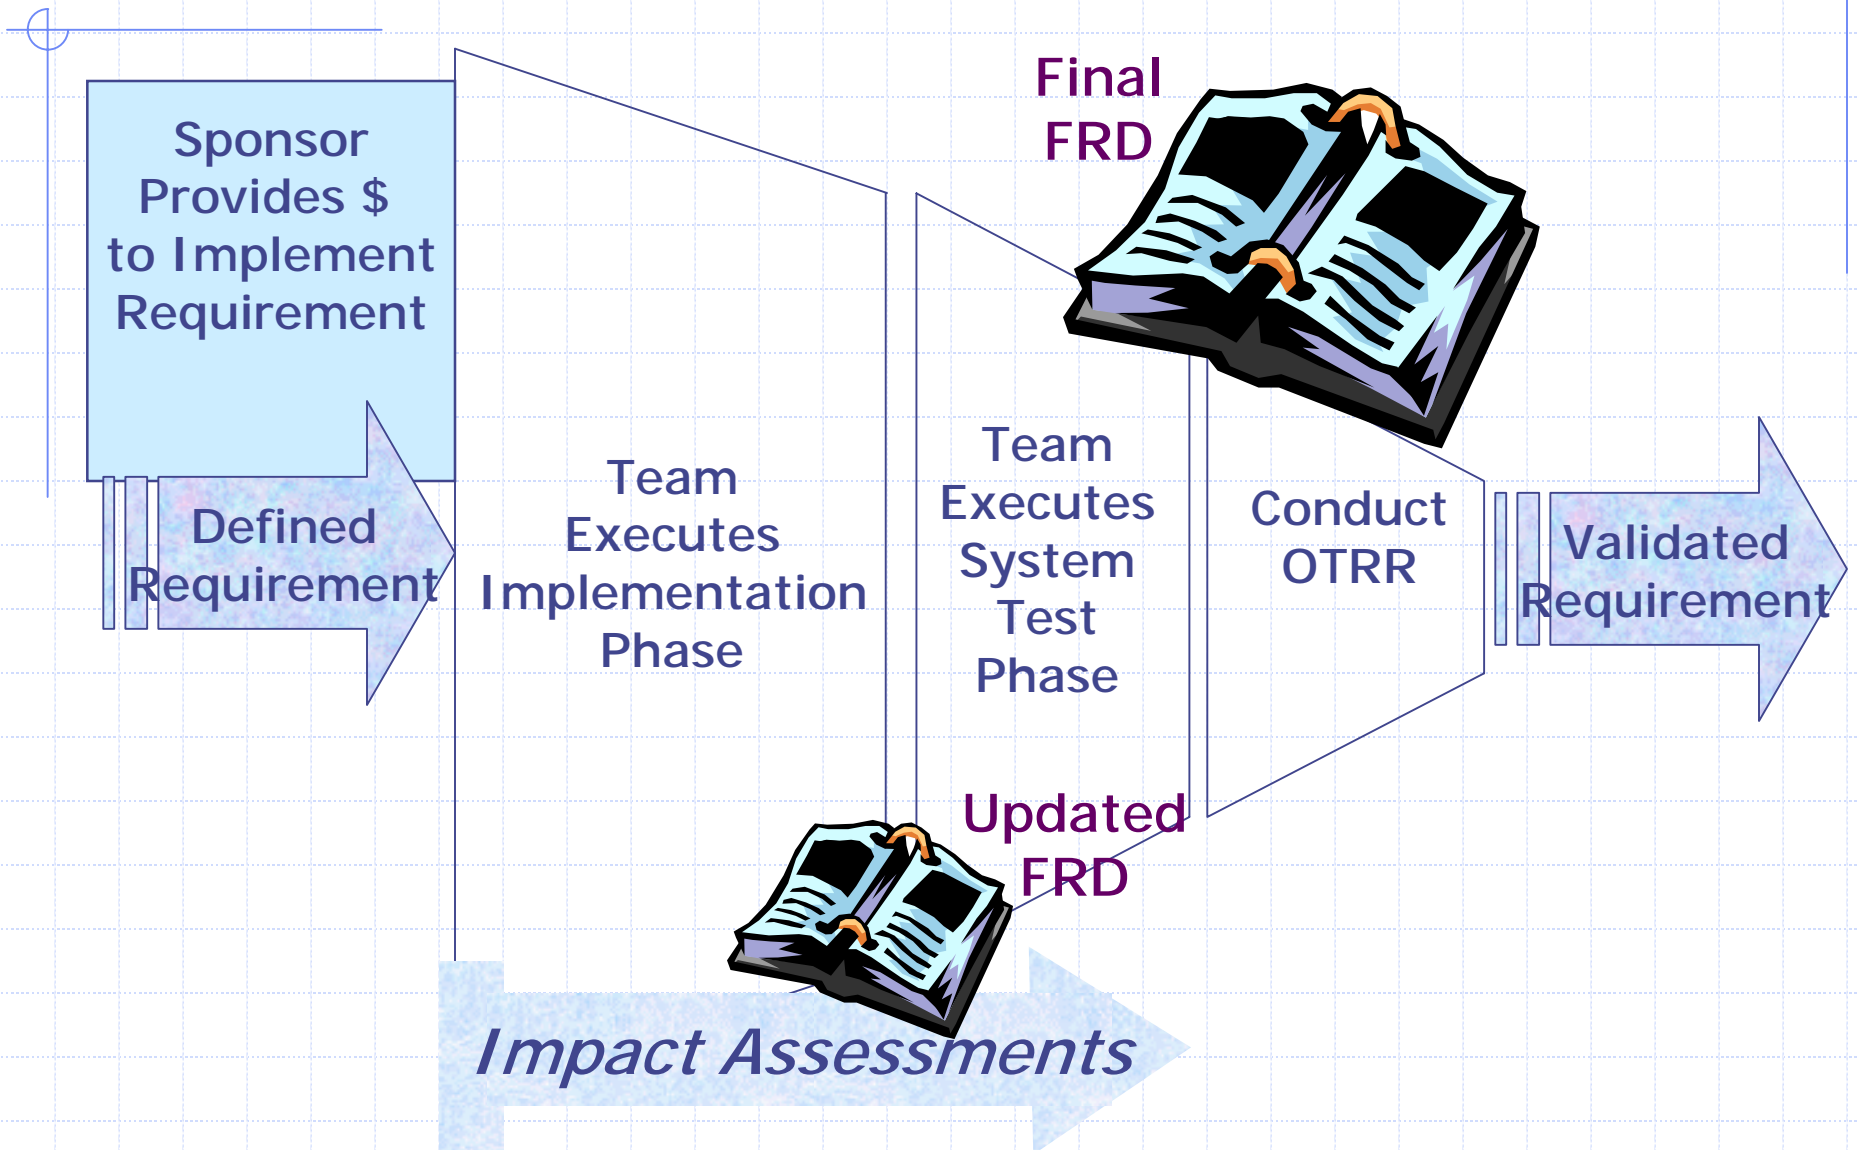 Sponsor
Provides $
to Implement
Requirement
Defined
Requirement
Team
Executes
Implementation
Phase
Final
FRD
Team
Executes
System
Test
Phase
Conduct
OTRR
Validated
Requirement
Updated
FRD
Impact Assessments